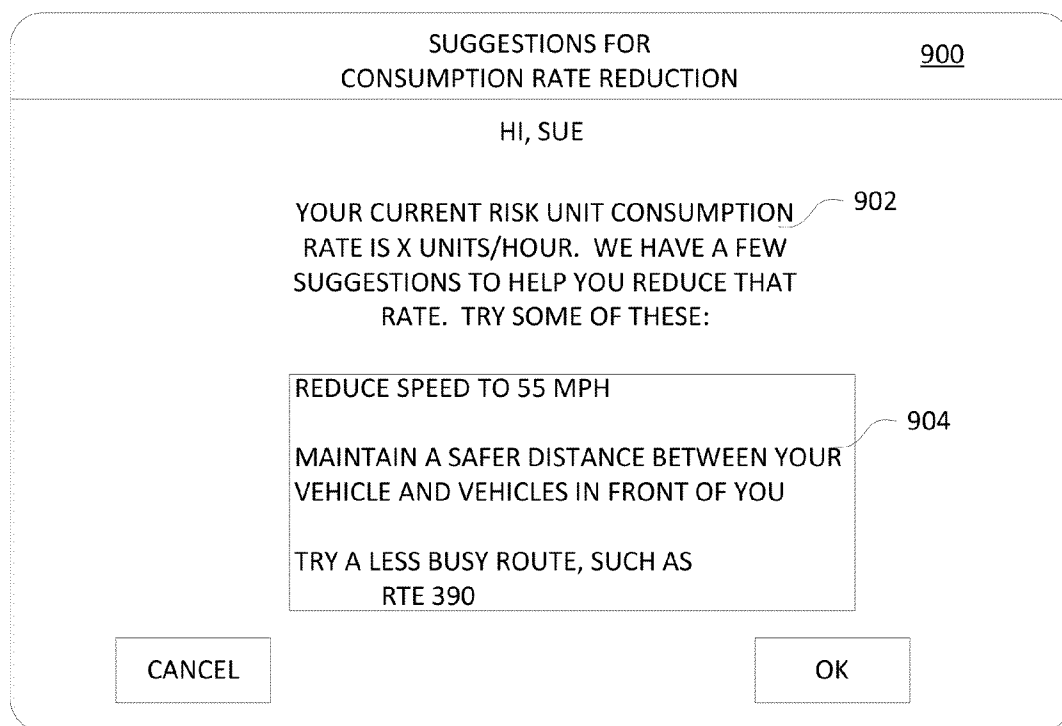 SUGGESTIONS FOR
CONSUMPTION RATE REDUCTION
900
HI, SUE
YOUR CURRENT RISK UNIT CONSUMPTION
RATE IS X UNITS/HOUR. WE HAVE A FEW
SUGGESTIONS TO HELP YOU REDUCE THAT
RATE. TRY SOME OF THESE:
902
REDUCE SPEED TO 55 MPH
MAINTAIN A SAFER DISTANCE BETWEEN YOUR
VEHICLE AND VEHICLES IN FRONT OF YOU
TRY A LESS BUSY ROUTE, SUCH AS
RTE 390
904
CANCEL
OK